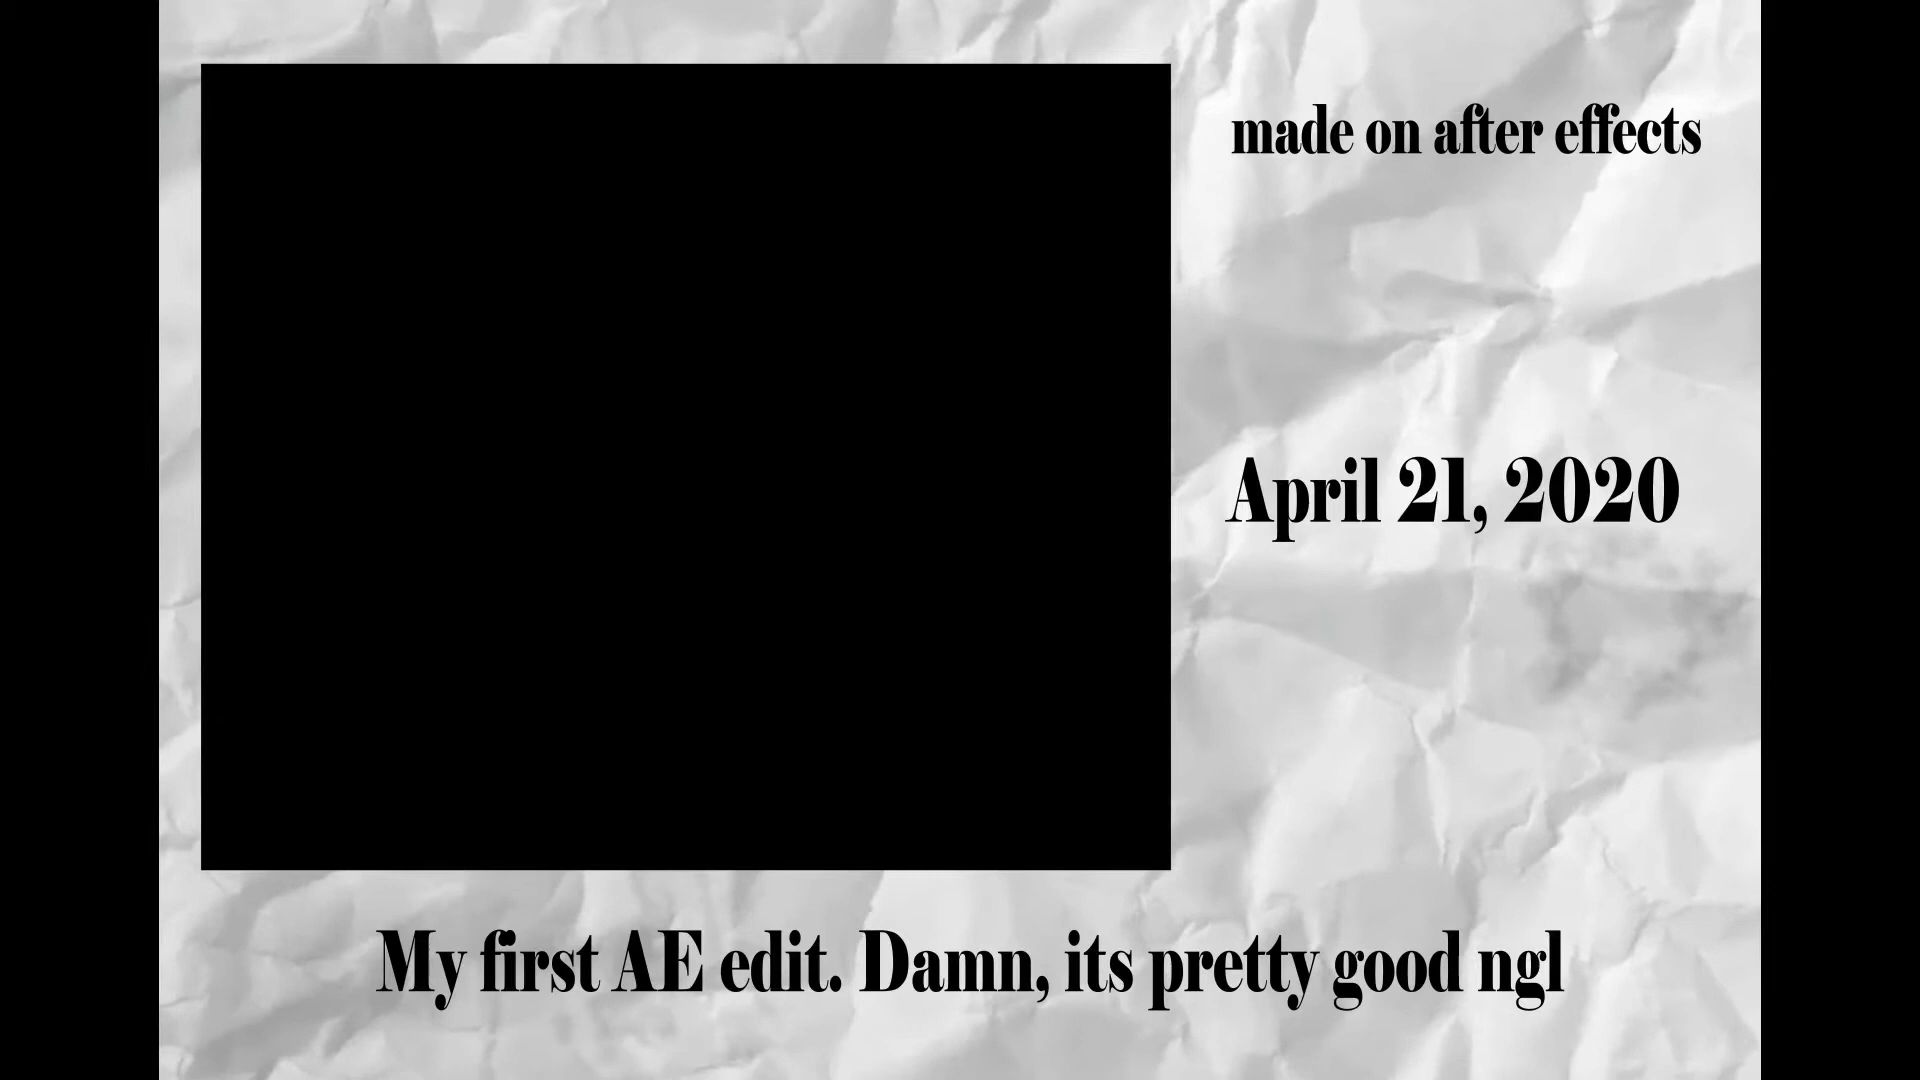 made on after effects
April 21, 2020
My first AE edit. Damn, its pretty good ngl